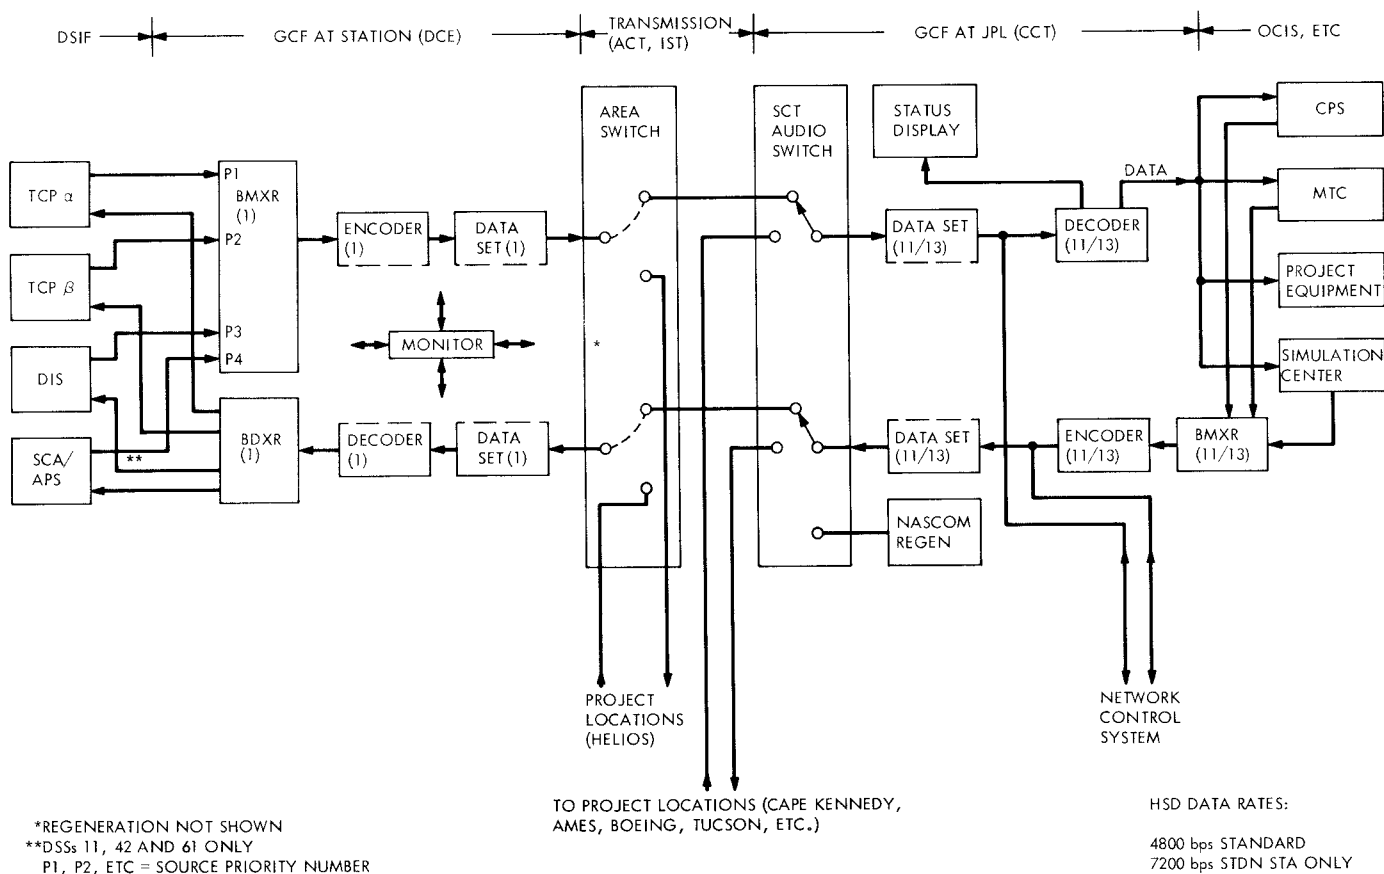 DSIF
GCF AT STATION (DCE)
TRANSMISSION
(ACT, IST)
GCF AT JPL (CCT)
OCIS, ETC
TCP α
TCP β
DIS
SCA/
APS
**
P1
BMXR
(1)
P2
P3
P4
BDXR
(1)
ENCODER
(1)
DATA
SET (1)
MONITOR
DECODER
(1)
DATA
SET (1)
AREA
SWITCH
*
SCT
AUDIO
SWITCH
STATUS
DISPLAY
DATA SET
(11/13)
DECODER
(11/13)
DATA
CPS
MTC
PROJECT
EQUIPMENT
SIMULATION
CENTER
DATA SET
(11/13)
ENCODER
(11/13)
BMXR
(11/13)
NASCOM
REGEN
PROJECT
LOCATIONS
(HELIOS)
NETWORK
CONTROL
SYSTEM
TO PROJECT LOCATIONS (CAPE KENNEDY,
AMES, BOEING, TUCSON, ETC.)
*REGENERATION NOT SHOWN
**DSSs 11, 42 AND 61 ONLY
P1, P2, ETC = SOURCE PRIORITY NUMBER
HSD DATA RATES:
4800 bps STANDARD
7200 bps STDN STA ONLY